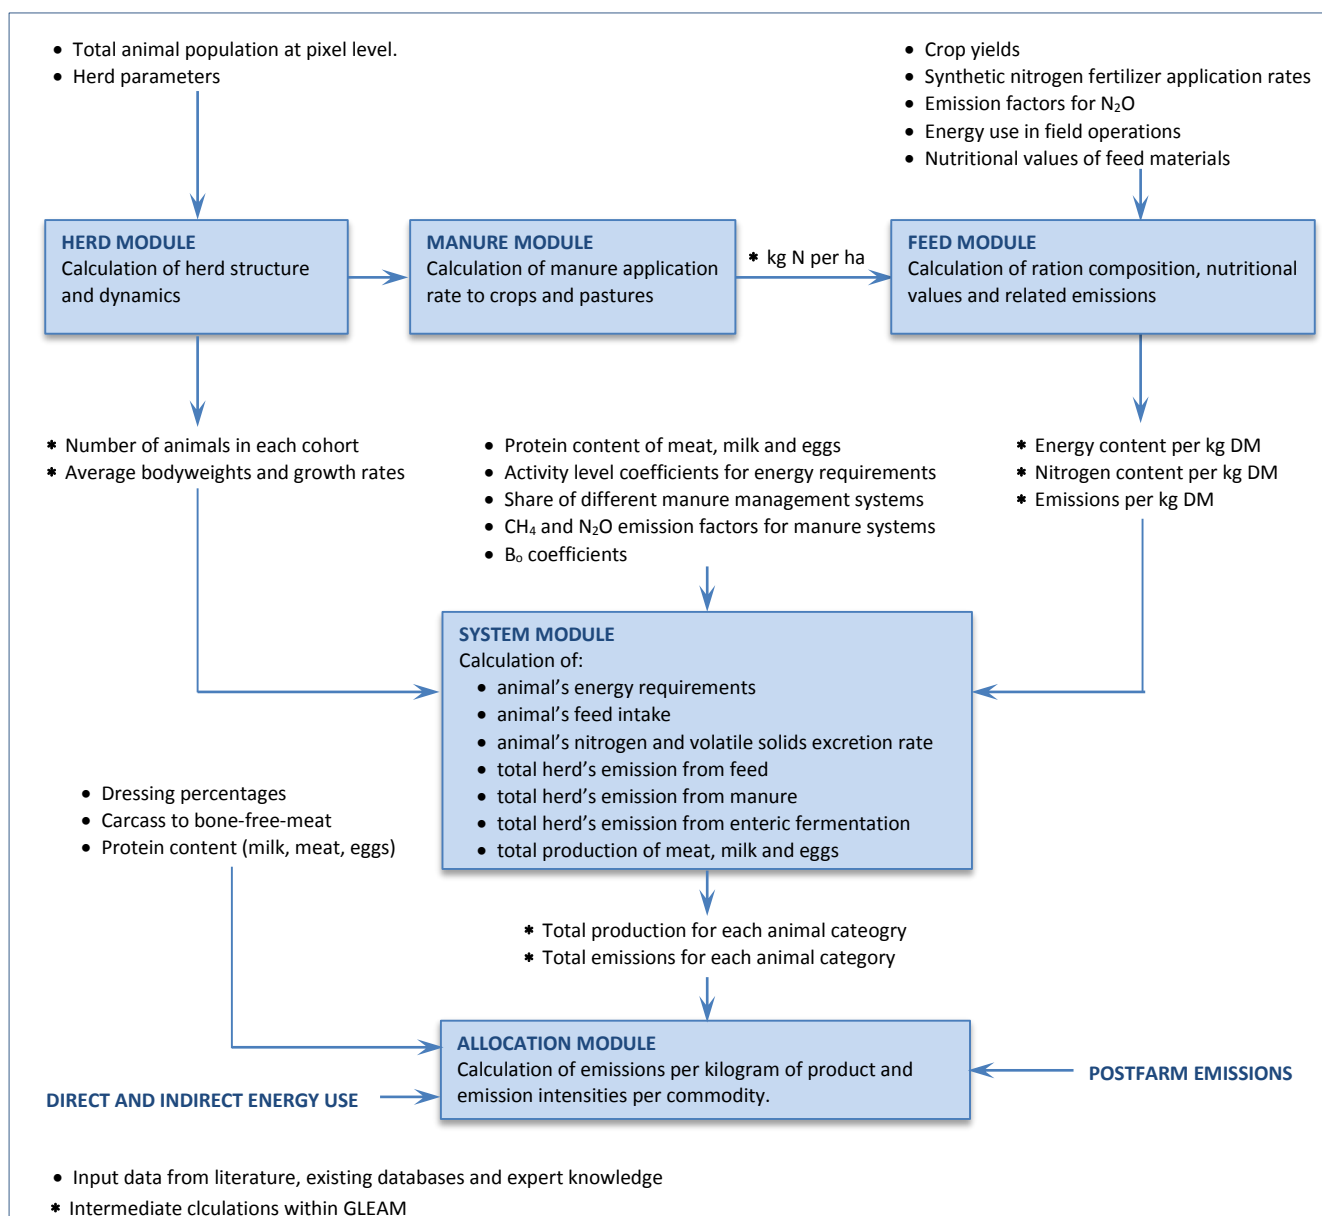 • Total animal population at pixel level.
• Herd parameters
• Crop yields
• Synthetic nitrogen fertilizer application rates
• Emission factors for N₂O
• Energy use in field operations
• Nutritional values of feed materials
HERD MODULE
Calculation of herd structure
and dynamics
MANURE MODULE
Calculation of manure application
rate to crops and pastures
* kg N per ha
FEED MODULE
Calculation of ration composition, nutritional
values and related emissions
* Number of animals in each cohort
* Average bodyweights and growth rates
• Protein content of meat, milk and eggs
• Activity level coefficients for energy requirements
• Share of different manure management systems
• CH₄ and N₂O emission factors for manure systems
• Bₒ coefficients
* Energy content per kg DM
* Nitrogen content per kg DM
* Emissions per kg DM
SYSTEM MODULE
Calculation of:
• animal’s energy requirements
• animal’s feed intake
• animal’s nitrogen and volatile solids excretion rate
• total herd’s emission from feed
• total herd’s emission from manure
• total herd’s emission from enteric fermentation
• total production of meat, milk and eggs
• Dressing percentages
• Carcass to bone-free-meat
• Protein content (milk, meat, eggs)
* Total production for each animal cateogry
* Total emissions for each animal category
ALLOCATION MODULE
Calculation of emissions per kilogram of product and
emission intensities per commodity.
POSTFARM EMISSIONS
DIRECT AND INDIRECT ENERGY USE
• Input data from literature, existing databases and expert knowledge
* Intermediate clculations within GLEAM